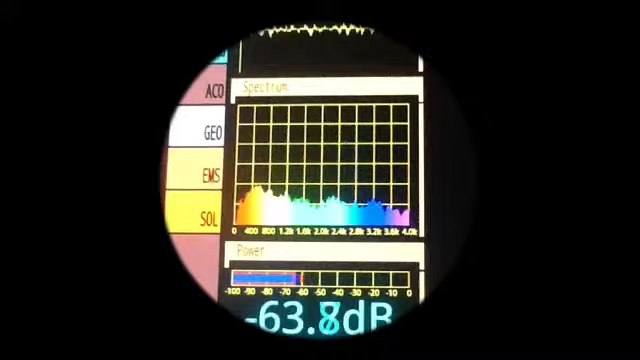 ACO
Spectrum
GEO
EMS
SOL
0 400 800 1.2k 1.6k 2.0k 2.4k 2.8k 3.2k 3.6k 4.0k
Power
-100 -90 -80 -70 -60 -50 -40 -30 -20 -10 0
-63.8dB